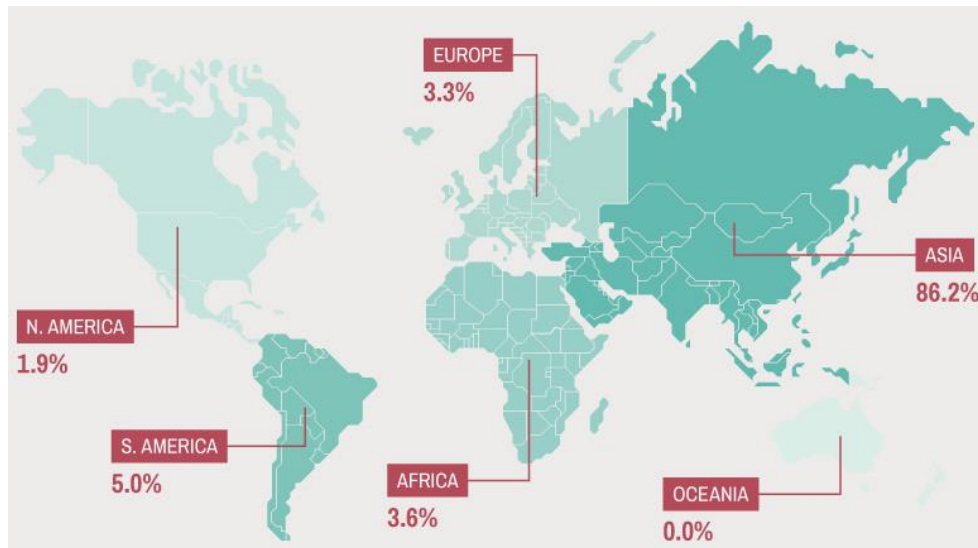 EUROPE
3.3%
ASIA
86.2%
N. AMERICA
1.9%
S. AMERICA
5.0%
AFRICA
3.6%
OCEANIA
0.0%